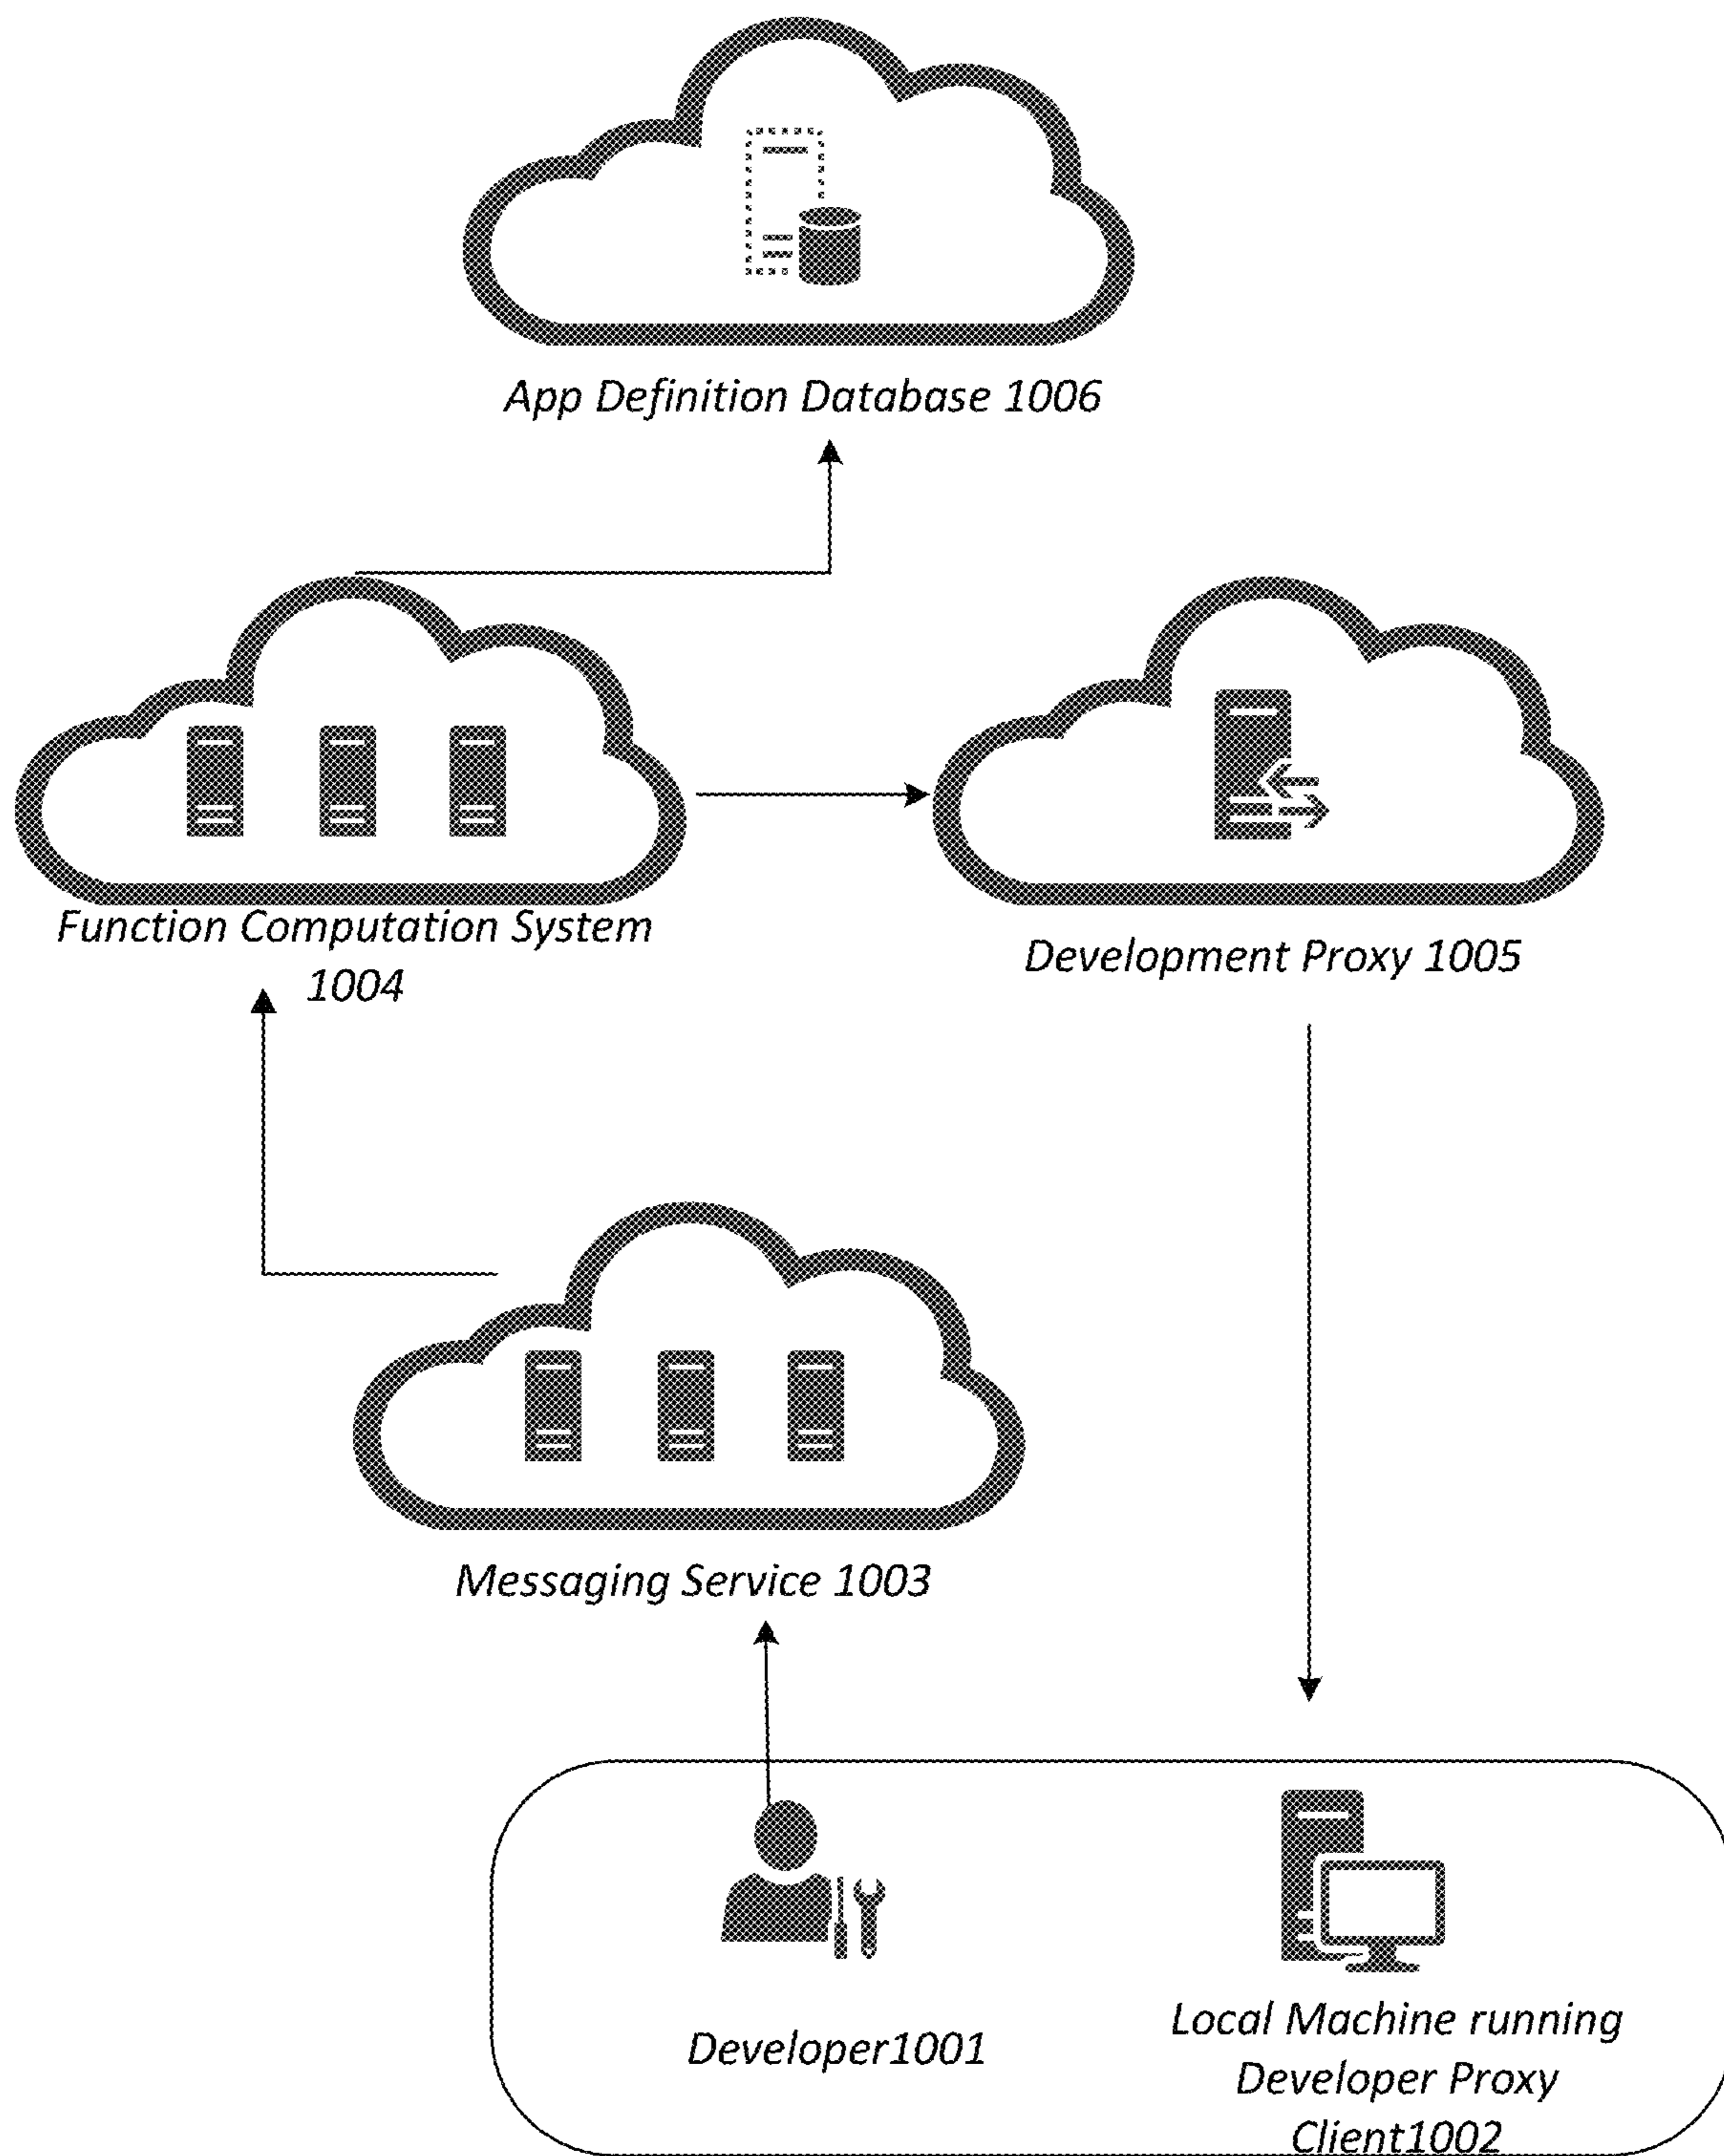 App Definition Database 1006
Function Computation System
1004
Development Proxy 1005
Messaging Service 1003
Developer1001
Local Machine running
Developer Proxy
Client1002